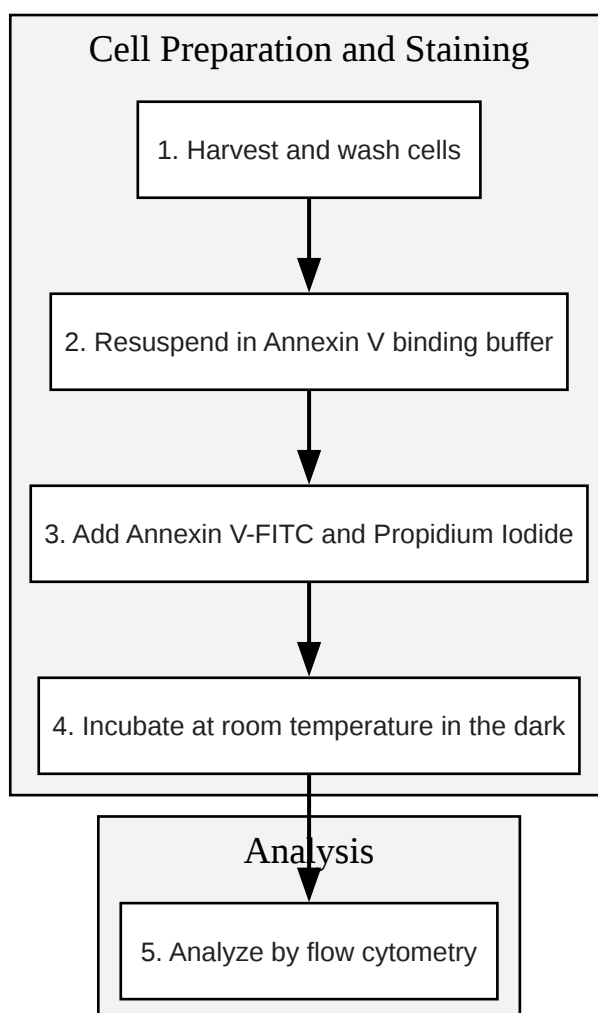 Cell Preparation and Staining
1. Harvest and wash cells
2. Resuspend in Annexin V binding buffer
3. Add Annexin V-FITC and Propidium Iodide
4. Incubate at room temperature in the dark
Analysis
5. Analyze by flow cytometry